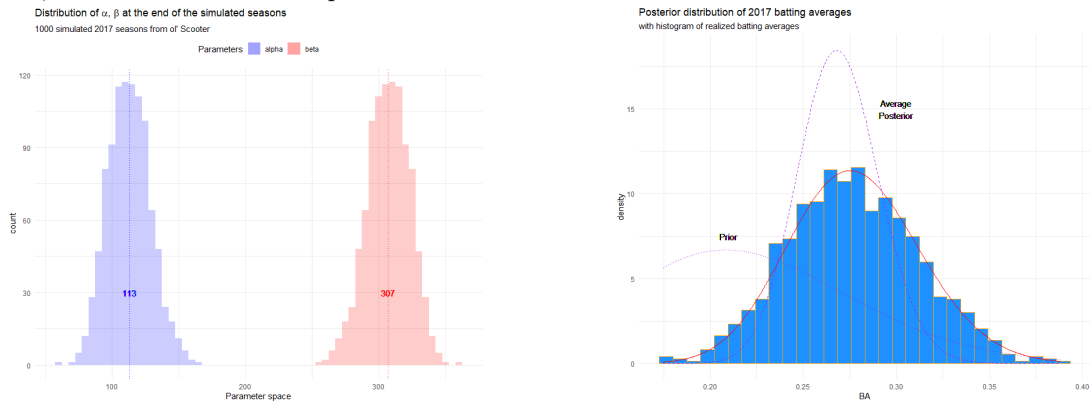 Distribution of α, β at the end of the simulated seasons
1000 simulated 2017 seasons from ol' Scooter
Parameters alpha beta
120
90
60
30
0
count
113
307
100
200
300
Parameter space
Posterior distribution of 2017 batting averages
with histogram of realized batting averages
15
10
5
0
density
Average
Posterior
Prior
0.20
0.25
0.30
0.35
0.40
BA